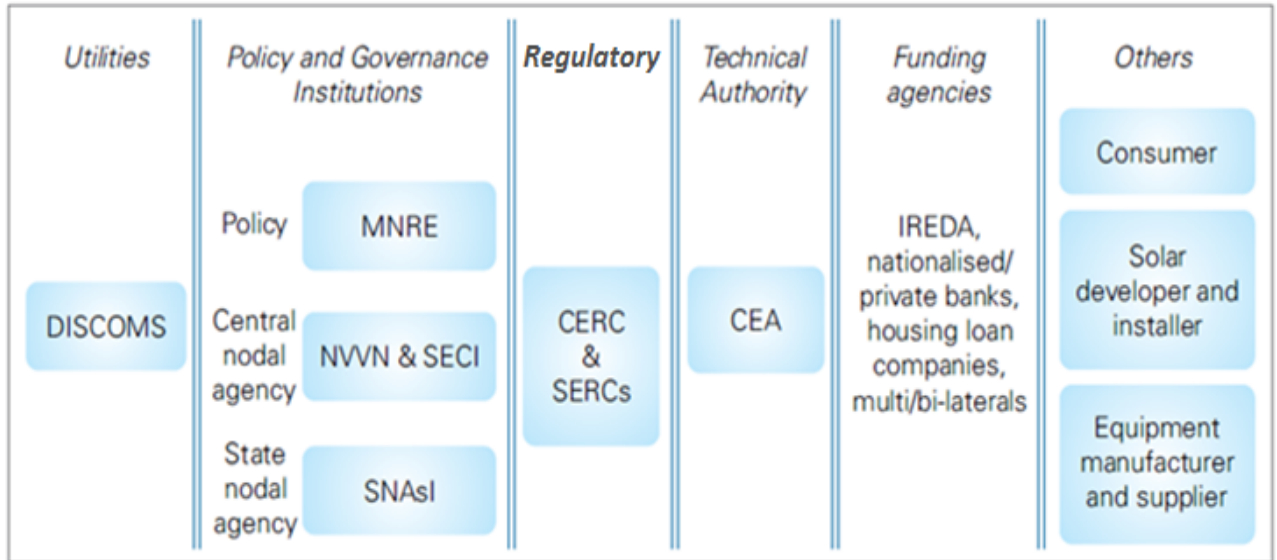 Utilities
Policy and Governance
Institutions
Regulatory
Technical
Authority
Funding
agencies
Others
DISCOMS
Policy
MNRE
Central
nodal
agency
NVVN & SECI
State
nodal
agency
SNAsI
CERC
&
SERCs
CEA
IREDA,
nationalised/
private banks,
housing loan
companies,
multi/bi-laterals
Consumer
Solar
developer and
installer
Equipment
manufacturer
and supplier